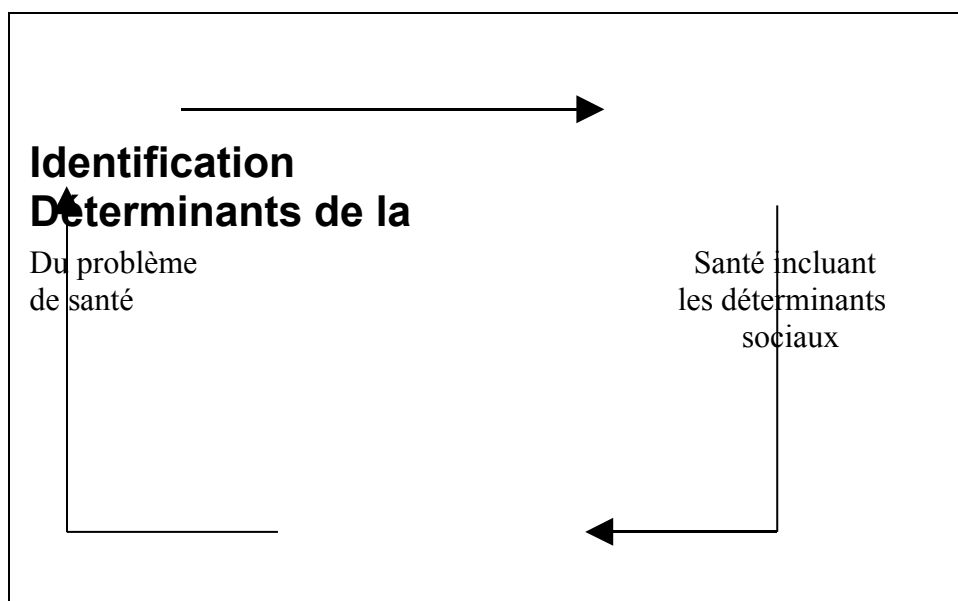 Identification
Déterminants de la
Du problème
de santé
Santé incluant
les déterminants
sociaux